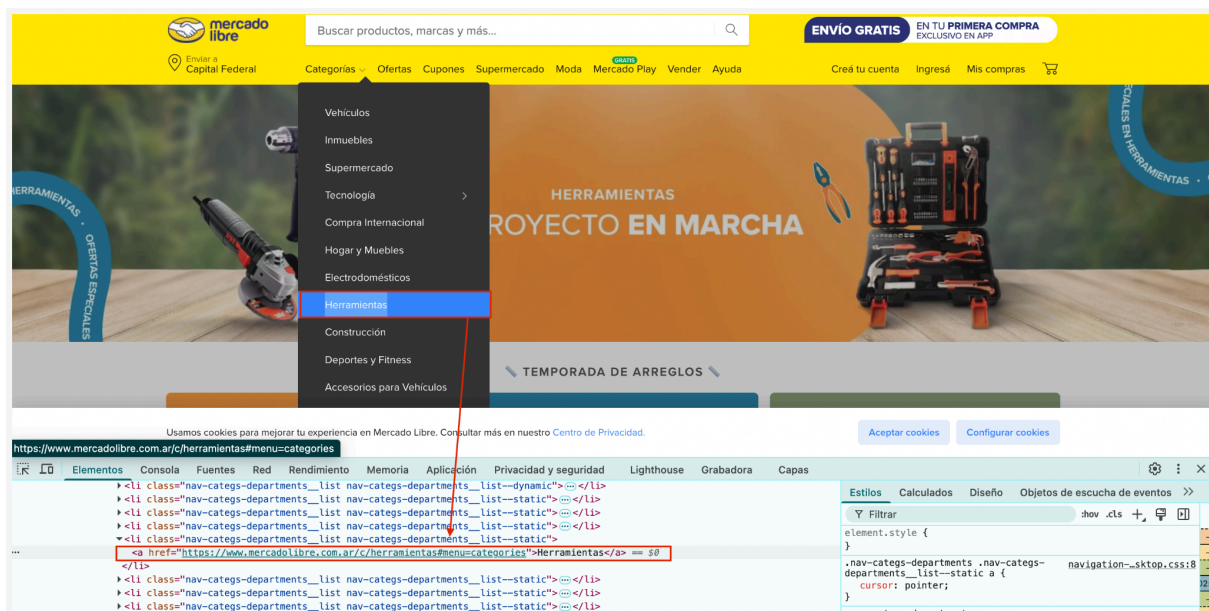 mercado
libre
Buscar productos, marcas y más...
ENVÍO GRATIS
EN TU PRIMERA COMPRA
EXCLUSIVO EN APP
Enviar a
Capital Federal
Categorías
Ofertas
Cupones
Supermercado
Moda
GRATIS
Mercado Play
Vender
Ayuda
Creá tu cuenta
Ingresá
Mis compras
Vehículos
Inmuebles
Supermercado
Tecnología
Compra Internacional
Hogar y Muebles
Electrodomésticos
Herramientas
Construcción
Deportes y Fitness
Accesorios para Vehículos
HERRAMIENTAS
ROYECTO EN MARCHA
ERRAMIENTAS · OFERTAS ESPECIALES
CIALES EN HERRAMIENTAS ·
TEMPORADA DE ARREGLOS
Usamos cookies para mejorar tu experiencia en Mercado Libre. Consultar más en nuestro Centro de Privacidad.
Aceptar cookies
Configurar cookies
https://www.mercadolibre.com.ar/c/herramientas#menu=categories
Elementos Consola Fuentes Red Rendimiento Memoria Aplicación Privacidad y seguridad Lighthouse Grabadora Capas
<li class="nav-categs-departments__list nav-categs-departments__list--dynamic">…</li>
<li class="nav-categs-departments__list nav-categs-departments__list--static">…</li>
<li class="nav-categs-departments__list nav-categs-departments__list--static">…</li>
<li class="nav-categs-departments__list nav-categs-departments__list--static">…</li>
<li class="nav-categs-departments__list nav-categs-departments__list--static">
<a href="https://www.mercadolibre.com.ar/c/herramientas#menu=categories">Herramientas</a> == $0
</li>
<li class="nav-categs-departments__list nav-categs-departments__list--static">…</li>
<li class="nav-categs-departments__list nav-categs-departments__list--static">…</li>
<li class="nav-categs-departments__list nav-categs-departments__list--static">…</li>
Estilos Calculados Diseño Objetos de escucha de eventos
Filtrar
:hov .cls
element.style {
}
.nav-categs-departments .nav-categs-
departments__list--static a {
navigation-…sktop.css:8
cursor: pointer;
}